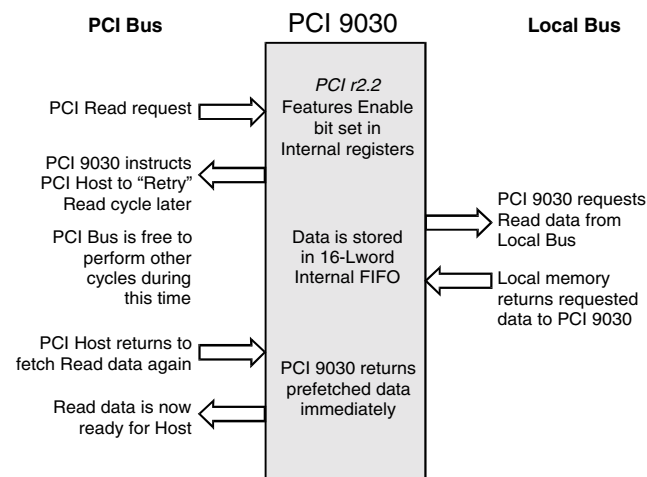 PCI Bus
PCI 9030
Local Bus
PCI r2.2
Features Enable
bit set in
Internal registers
PCI Read request
PCI 9030 instructs
PCI Host to “Retry”
Read cycle later
PCI 9030 requests
Read data from
Local Bus
PCI Bus is free to
perform other
cycles during
this time
Data is stored
in 16-Lword
Internal FIFO
Local memory
returns requested
data to PCI 9030
PCI Host returns to
fetch Read data again
PCI 9030 returns
prefetched data
immediately
Read data is now
ready for Host